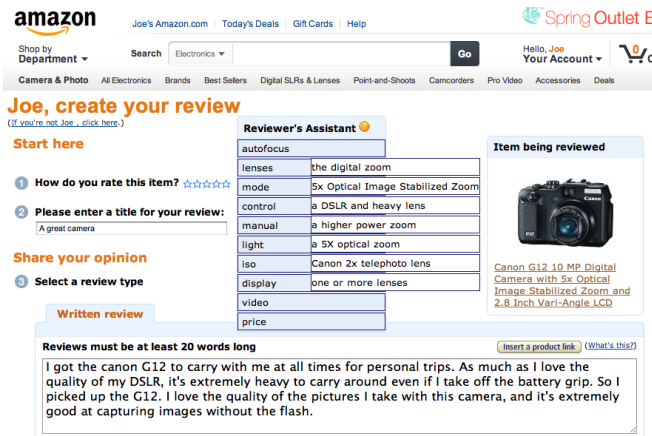 amazon
Joe's Amazon.com | Today's Deals | Gift Cards | Help
Spring Outlet E
Shop by
Department
Search Electronics Go
Hello, Joe
Your Account
0
Camera & Photo All Electronics Brands Best Sellers Digital SLRs & Lenses Point-and-Shoots Camcorders Pro Video Accessories Deals
Joe, create your review
(If you're not Joe , click here.)
Start here
1 How do you rate this item?
2 Please enter a title for your review:
A great camera
Share your opinion
3 Select a review type
Written review
Reviewer's Assistant ?
autofocus
lenses the digital zoom
mode 5x Optical Image Stabilized Zoom
control a DSLR and heavy lens
manual a higher power zoom
light a 5X optical zoom
iso Canon 2x telephoto lens
display one or more lenses
video
price
Item being reviewed
Canon
G12
Canon G12 10 MP Digital
Camera with 5x Optical
Image Stabilized Zoom and
2.8 Inch Vari-Angle LCD
Reviews must be at least 20 words long
Insert a product link (What's this?)
I got the canon G12 to carry with me at all times for personal trips. As much as I love the
quality of my DSLR, it's extremely heavy to carry around even if I take off the battery grip. So I
picked up the G12. I love the quality of the pictures I take with this camera, and it's extremely
good at capturing images without the flash.